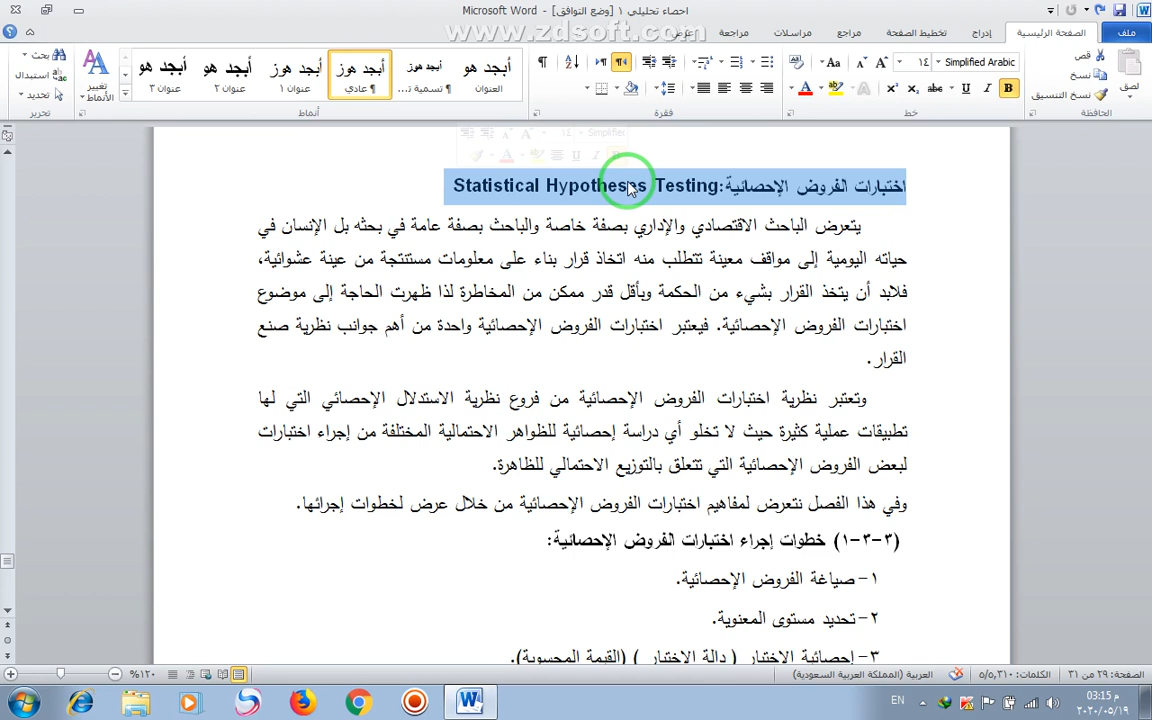 احصاء تحليلى ١ [وضع التوافق] - Microsoft Word
www.zdsoft.com
ملف الصفحة الرئيسية إدراج تخطيط الصفحة مراجع مراسلات مراجعة عرض
لصق
قص
نسخ
نسخ التنسيق
الحافظة
Simplified Arabic ١٤
خط
فقرة
أبجد هو العنوان
أبجد هوز ¶ تسمية ت...
أبجد هوز ¶ عادي
أبجد هوز عنوان ١
أبجد هو عنوان ٢
أبجد هو عنوان ٣
أنماط
تغيير الأنماط
بحث
استبدال
تحديد
تحرير
اختبارات الفروض الإحصائية: Statistical Hypotheses Testing
يتعرض الباحث الاقتصادي والإداري بصفة خاصة والباحث بصفة عامة في بحثه بل الإنسان في
حياته اليومية إلى مواقف معينة تتطلب منه اتخاذ قرار بناء على معلومات مستنتجة من عينة عشوائية،
فلابد أن يتخذ القرار بشيء من الحكمة وبأقل قدر ممكن من المخاطرة لذا ظهرت الحاجة إلى موضوع
اختبارات الفروض الإحصائية. فيعتبر اختبارات الفروض الإحصائية واحدة من أهم جوانب نظرية صنع
القرار.
وتعتبر نظرية اختبارات الفروض الإحصائية من فروع نظرية الاستدلال الإحصائي التي لها
تطبيقات عملية كثيرة حيث لا تخلو أي دراسة إحصائية للظواهر الاحتمالية المختلفة من إجراء اختبارات
لبعض الفروض الإحصائية التي تتعلق بالتوزيع الاحتمالي للظاهرة.
وفي هذا الفصل نتعرض لمفاهيم اختبارات الفروض الإحصائية من خلال عرض لخطوات إجرائها.
(٣-٣-١) خطوات إجراء اختبارات الفروض الإحصائية:
١- صياغة الفروض الإحصائية.
٢- تحديد مستوى المعنوية.
٣- إحصائية الاختبار ( دالة الاختبار ) (القيمة المحسوبة).
الصفحة: ٢٩ من ٣١ الكلمات: ٥/٥,٣١٠ العربية (المملكة العربية السعودية) ١٢٠%
EN
03:15 م
٢٠٢٠/٠٥/١٩